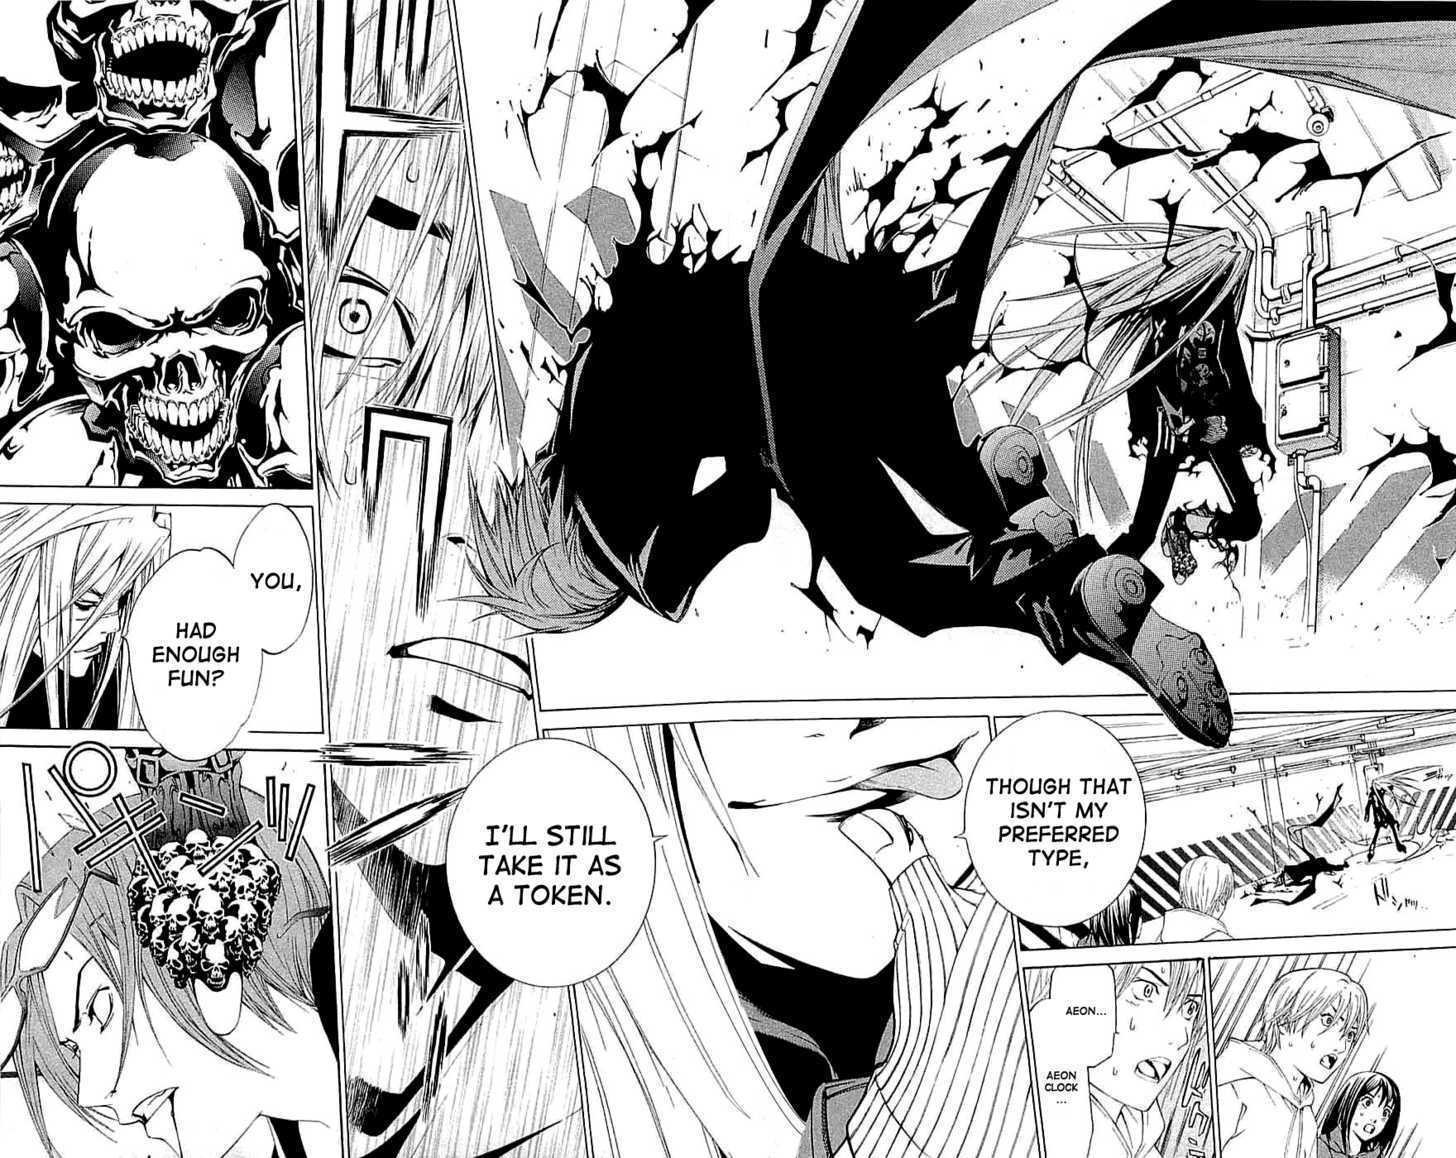 THOUGH THAT
ISN'T MY
PREFERRED
TYPE,
AEON...
AEON
CLOCK
...
I'LL STILL
TAKE IT AS
A TOKEN.
YOU,
HAD
ENOUGH
FUN?